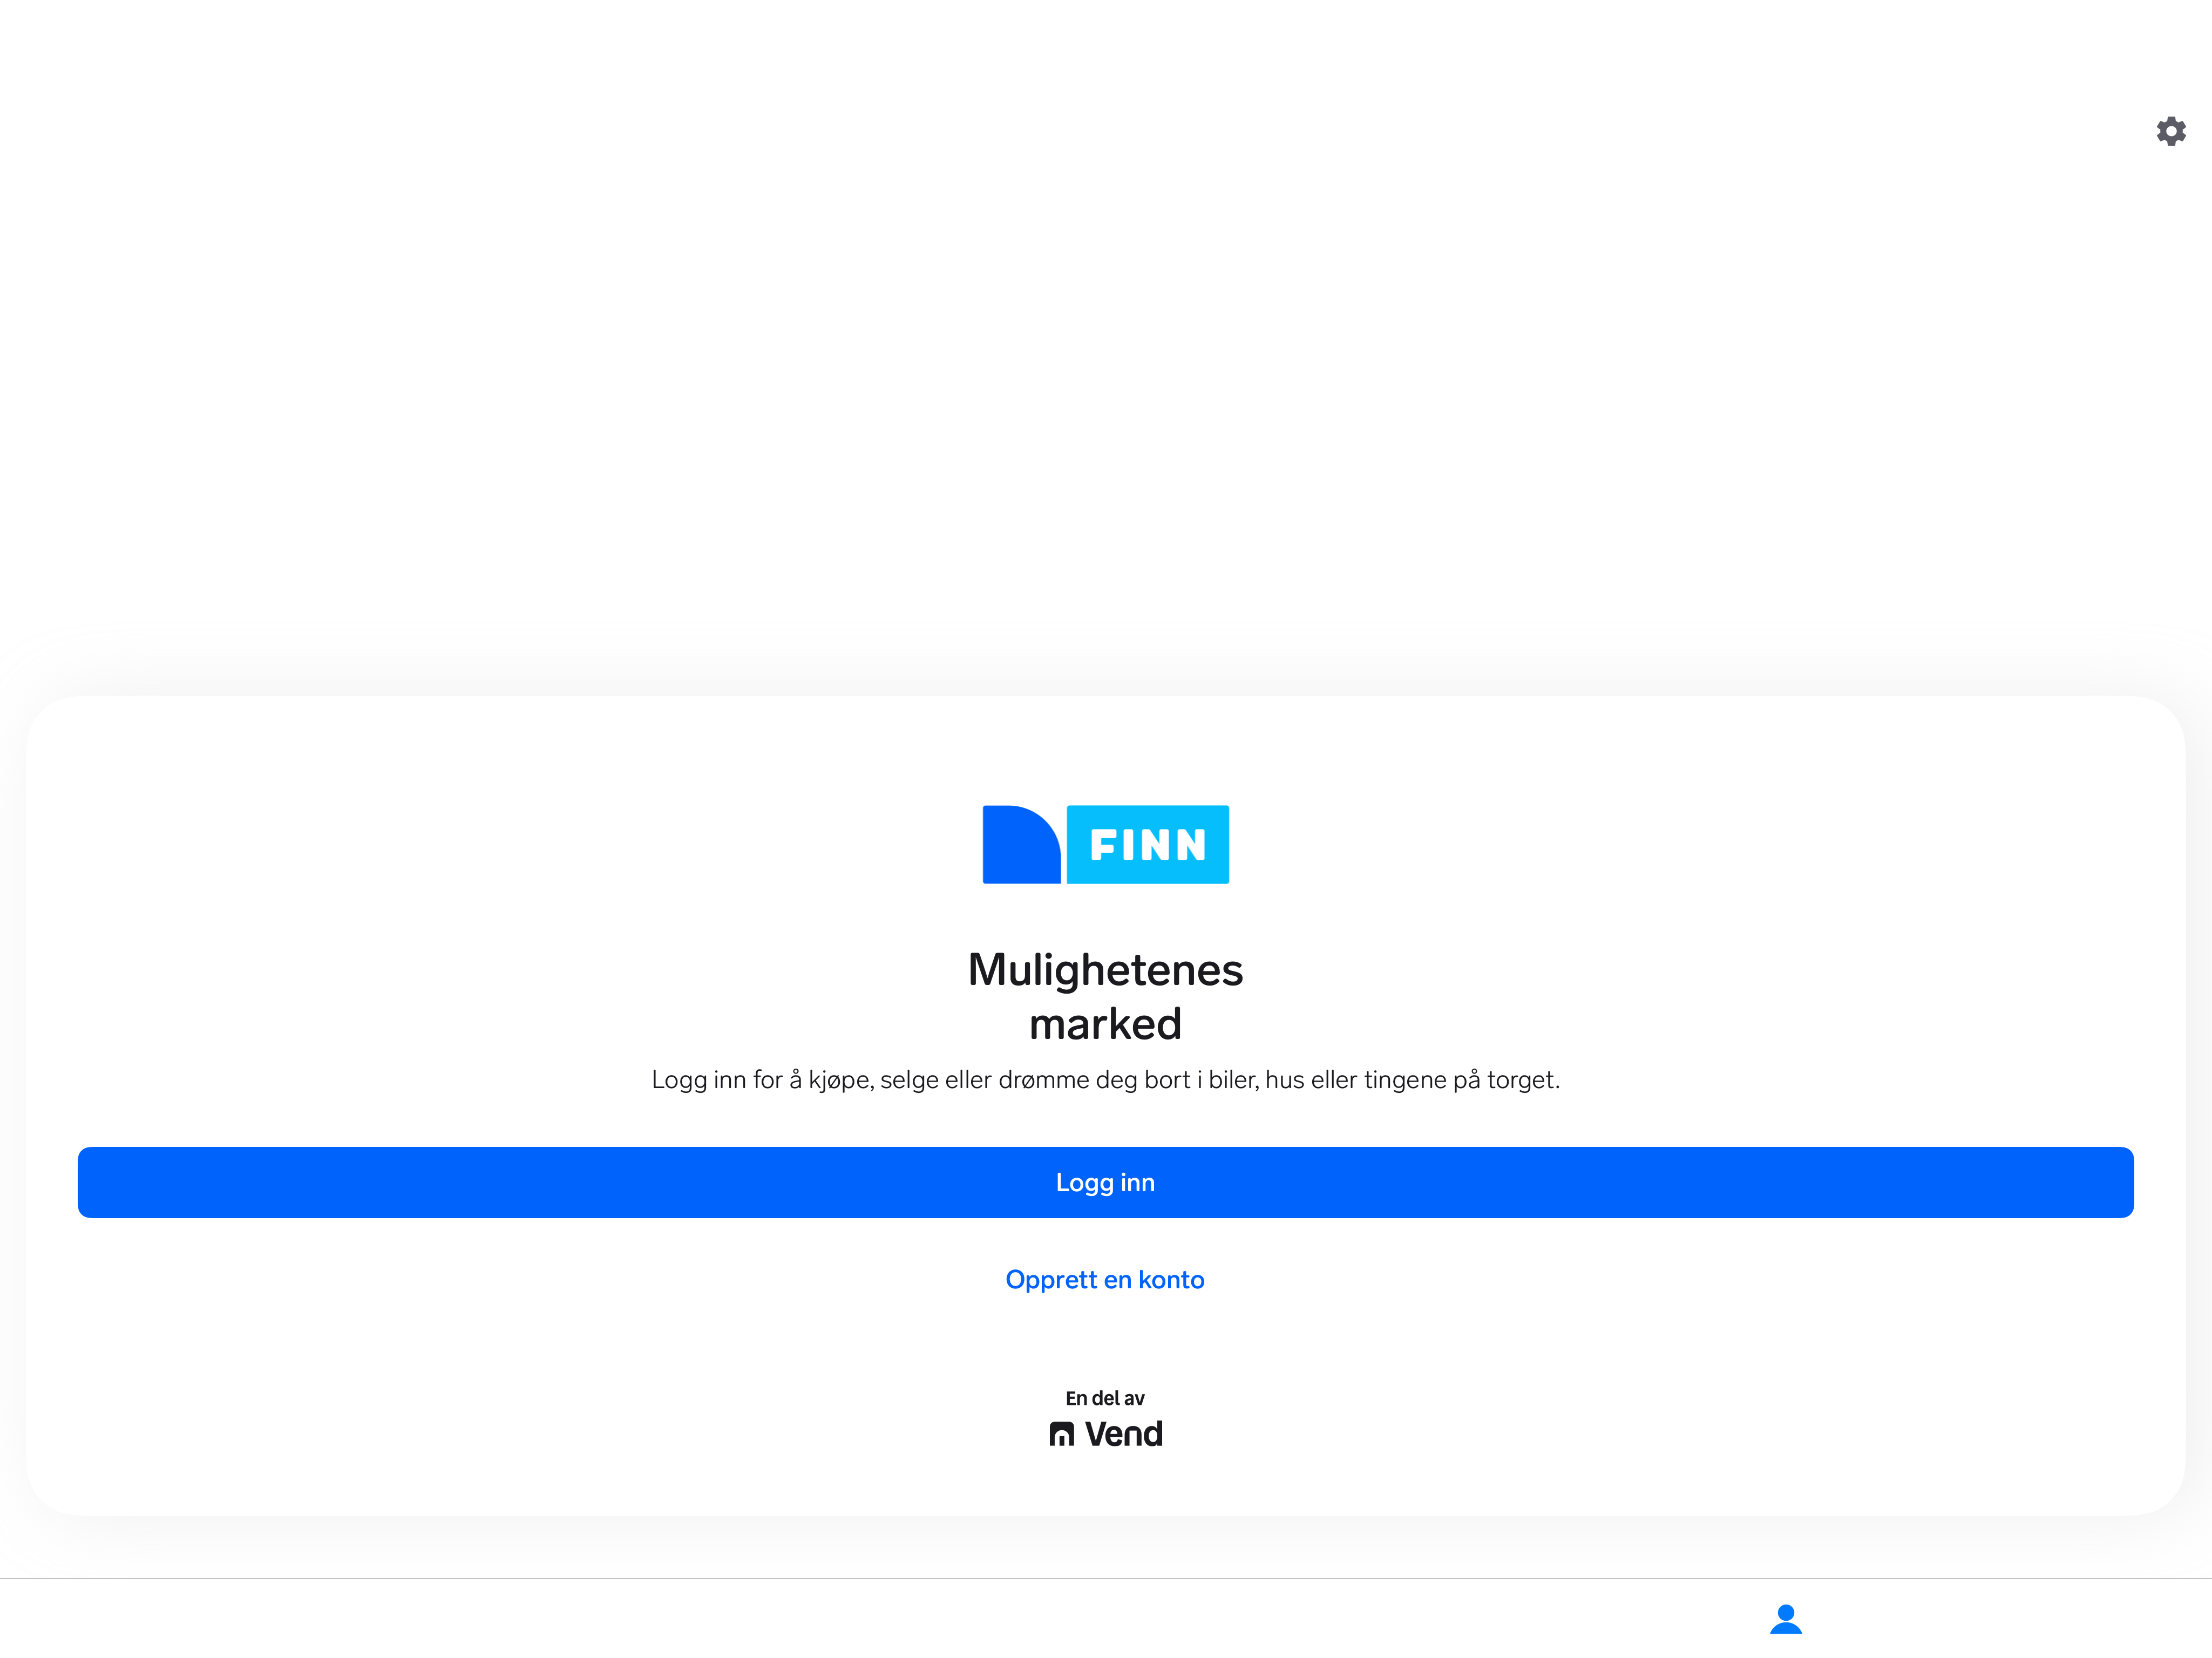 FINN
Mulighetenes
marked
Logg inn for å kjøpe, selge eller drømme deg bort i biler, hus eller tingene på torget.
Logg inn
Opprett en konto
En del av
Vend